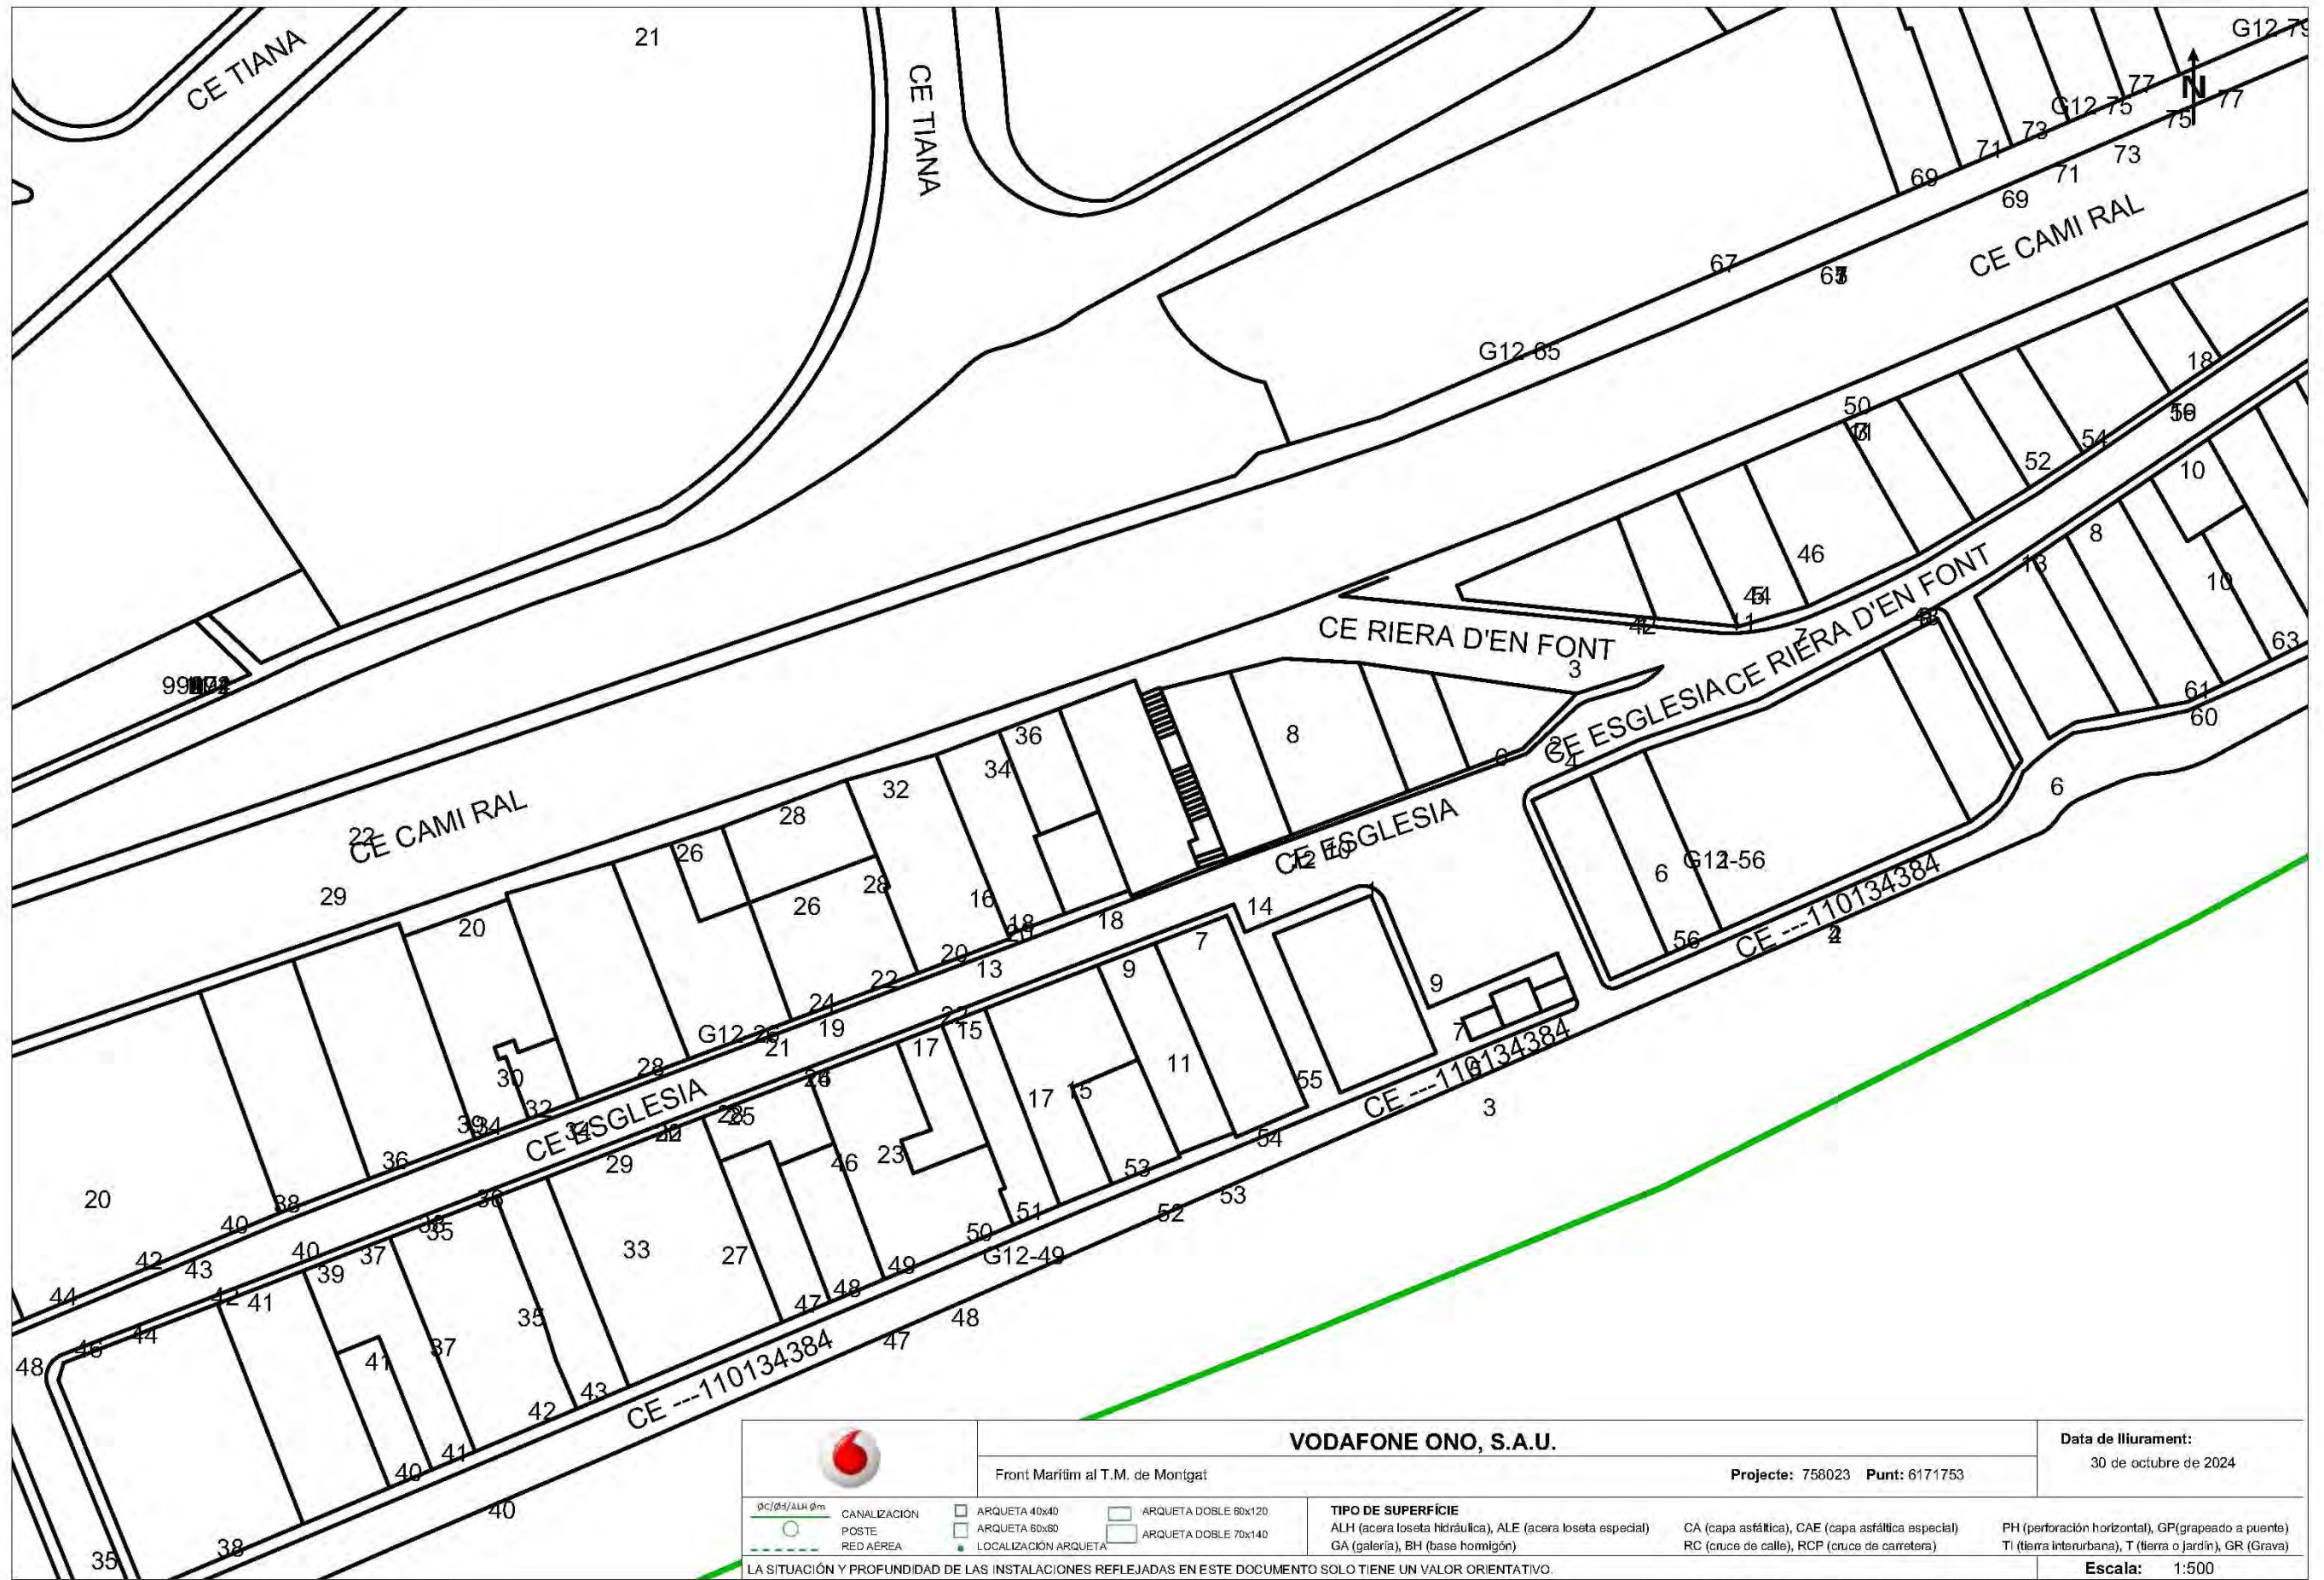 21
CE TIANA
CE TIANA
G12-79
77
N
77
G12-75
75
73
73
71
71
69
69
CE CAMI RAL
67
G12-65
18
50
54
52
10
46
8
13
10
CE RIERA D'EN FONT
11
7
CE RIERA D'EN FONT
3
63
61
60
CE ESGLESIA
2
4
6
8
6
36
34
32
28
26
CE CAMI RAL
22
29
20
28
26
16
18
20
18
CE ESGLESIA
12
10
14
1
6
G12-56
56
CE ---110134384
7
9
9
20
13
22
24
19
G12-26
21
28
22
15
17
7
CE ---110134384
3
11
55
17
15
30
32
34
CE ESGLESIA
34
25
29
46
23
54
53
53
52
51
50
G12-49
49
36
20
38
40
42
43
44
36
35
33
27
40
37
39
42
41
44
46
48
48
47
48
47
35
37
41
43
42
CE ---110134384
41
40
40
38
35
VODAFONE ONO, S.A.U.
Front Marítim al T.M. de Montgat
Projecte: 758023 Punt: 6171753
Data de lliurament:
30 de octubre de 2024
ØC/Ød/ALH Øm
CANALIZACIÓN
POSTE
RED AÉREA
ARQUETA 40x40
ARQUETA 60x60
LOCALIZACIÓN ARQUETA
ARQUETA DOBLE 60x120
ARQUETA DOBLE 70x140
TIPO DE SUPERFÍCIE
ALH (acera loseta hidráulica), ALE (acera loseta especial)
GA (galería), BH (base hormigón)
CA (capa asfáltica), CAE (capa asfáltica especial)
RC (cruce de calle), RCP (cruce de carretera)
PH (perforación horizontal), GP(grapeado a puente)
TI (tierra interurbana), T (tierra o jardín), GR (Grava)
LA SITUACIÓN Y PROFUNDIDAD DE LAS INSTALACIONES REFLEJADAS EN ESTE DOCUMENTO SOLO TIENE UN VALOR ORIENTATIVO.
Escala: 1:500